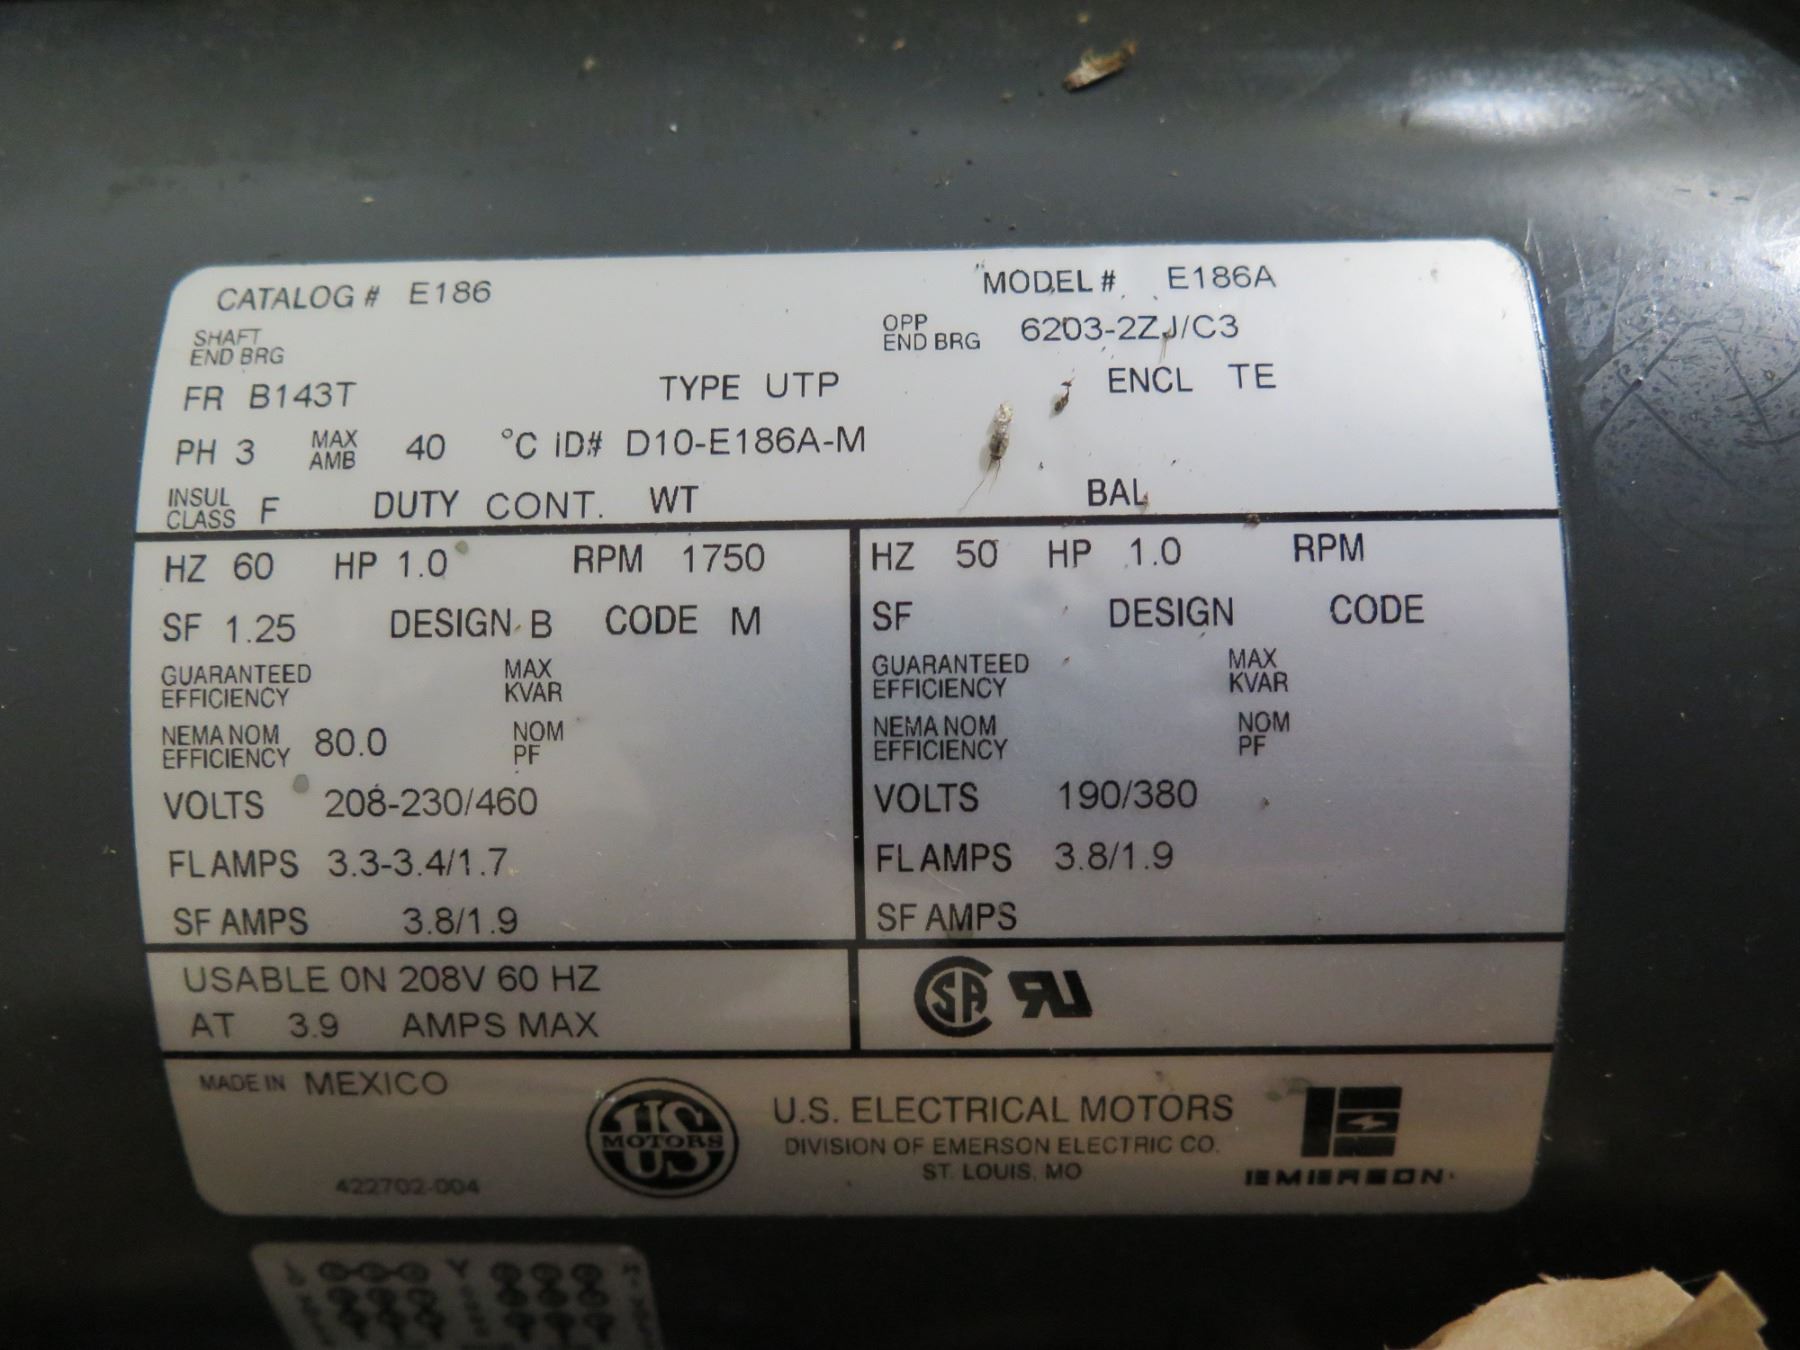 CATALOG # E186 MODEL # E186A
SHAFT
END BRG
OPP
END BRG 6203-2ZJ/C3
FR B143T TYPE UTP ENCL TE
PH 3 MAX
AMB 40 °C ID# D10-E186A-M
INSUL
CLASS F DUTY CONT. WT BAL
HZ 60 HP 1.0 RPM 1750
SF 1.25 DESIGN B CODE M
GUARANTEED
EFFICIENCY
MAX
KVAR
NEMA NOM
EFFICIENCY 80.0
NOM
PF
VOLTS 208-230/460
FL AMPS 3.3-3.4/1.7
SF AMPS 3.8/1.9
HZ 50 HP 1.0 RPM
SF DESIGN CODE
GUARANTEED
EFFICIENCY
MAX
KVAR
NEMA NOM
EFFICIENCY
NOM
PF
VOLTS 190/380
FL AMPS 3.8/1.9
SF AMPS
USABLE 0N 208V 60 HZ
AT 3.9 AMPS MAX
SA RU
MADE IN MEXICO
422702-004
US
MOTORS
U.S. ELECTRICAL MOTORS
DIVISION OF EMERSON ELECTRIC CO.
ST. LOUIS, MO
EMERSON